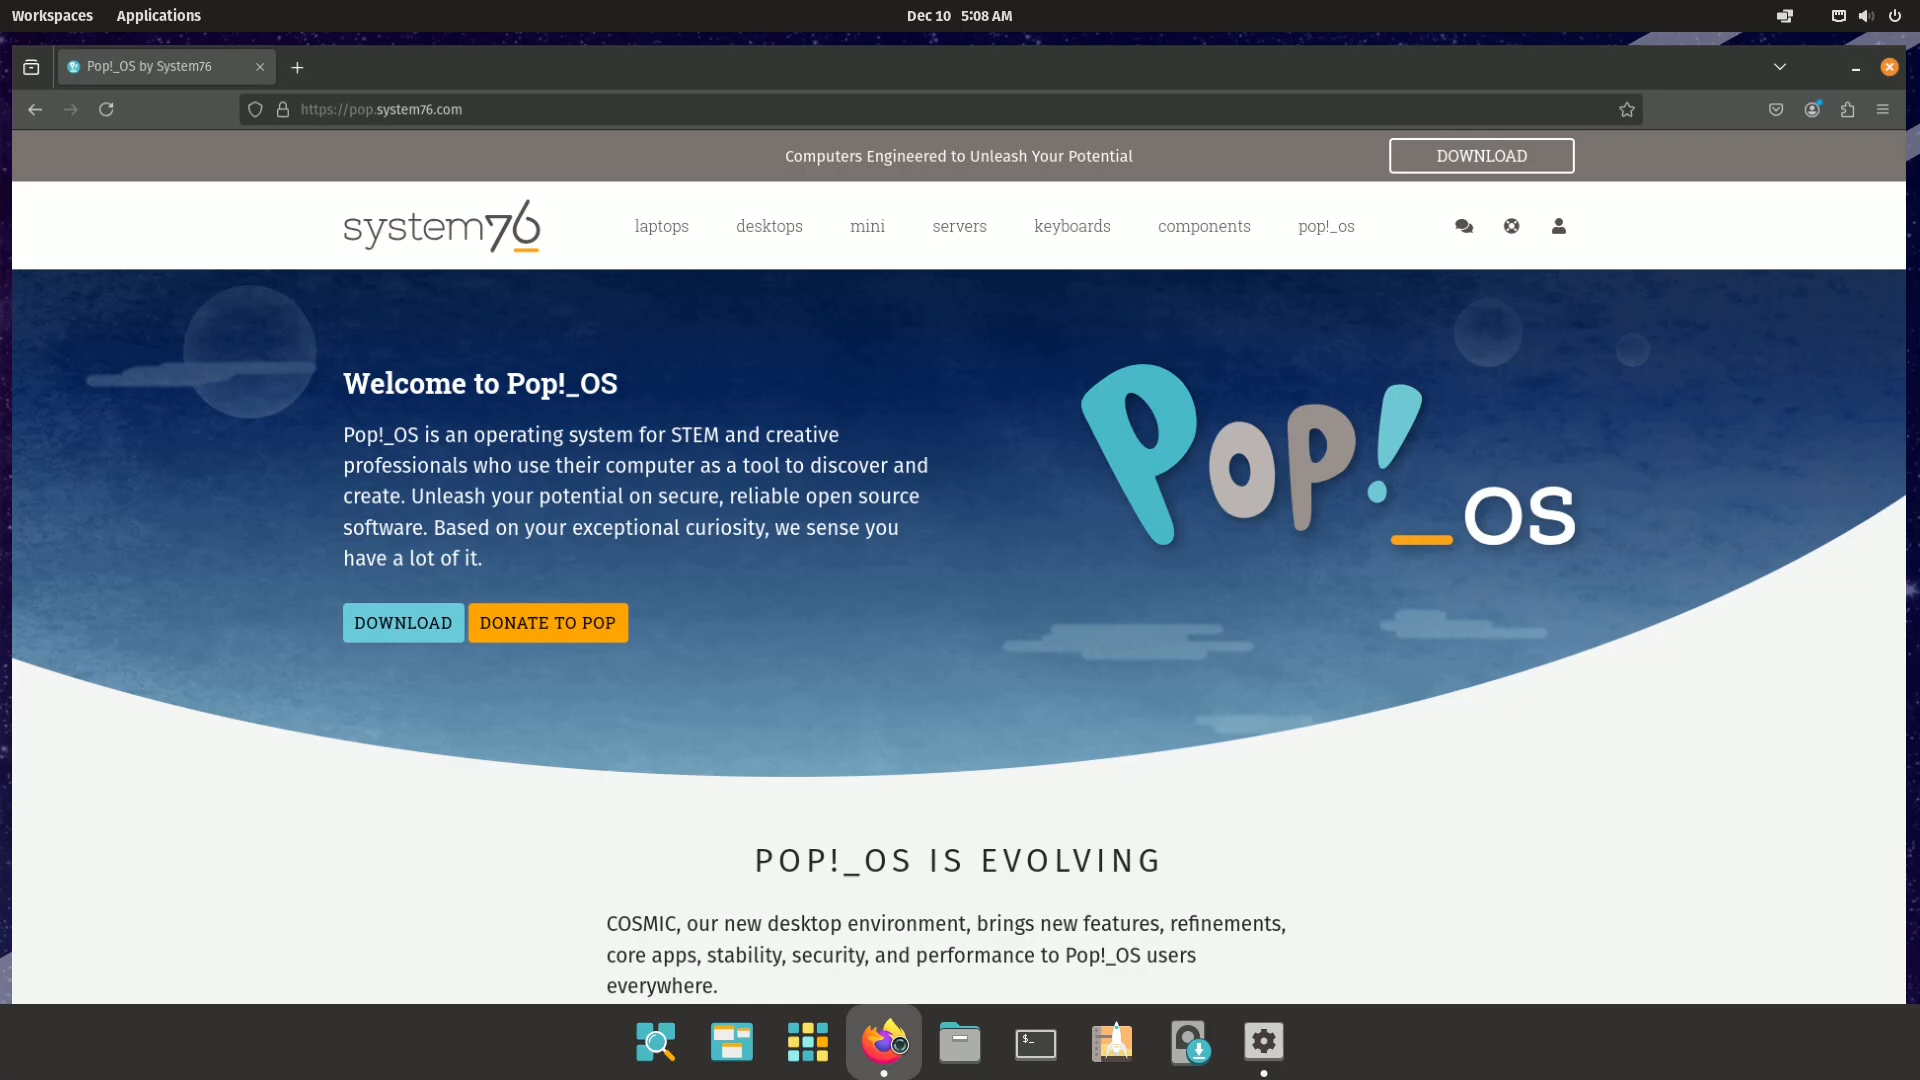 Workspaces Applications Dec 10 5:08 AM
Pop!_OS by System76
https://pop.system76.com
Computers Engineered to Unleash Your Potential DOWNLOAD
system76 laptops desktops mini servers keyboards components pop!_os
Welcome to Pop!_OS
Pop!_OS is an operating system for STEM and creative
professionals who use their computer as a tool to discover and
create. Unleash your potential on secure, reliable open source
software. Based on your exceptional curiosity, we sense you
have a lot of it.
Pop!_OS
DOWNLOAD DONATE TO POP
POP!_OS IS EVOLVING
COSMIC, our new desktop environment, brings new features, refinements,
core apps, stability, security, and performance to Pop!_OS users
everywhere.
$_